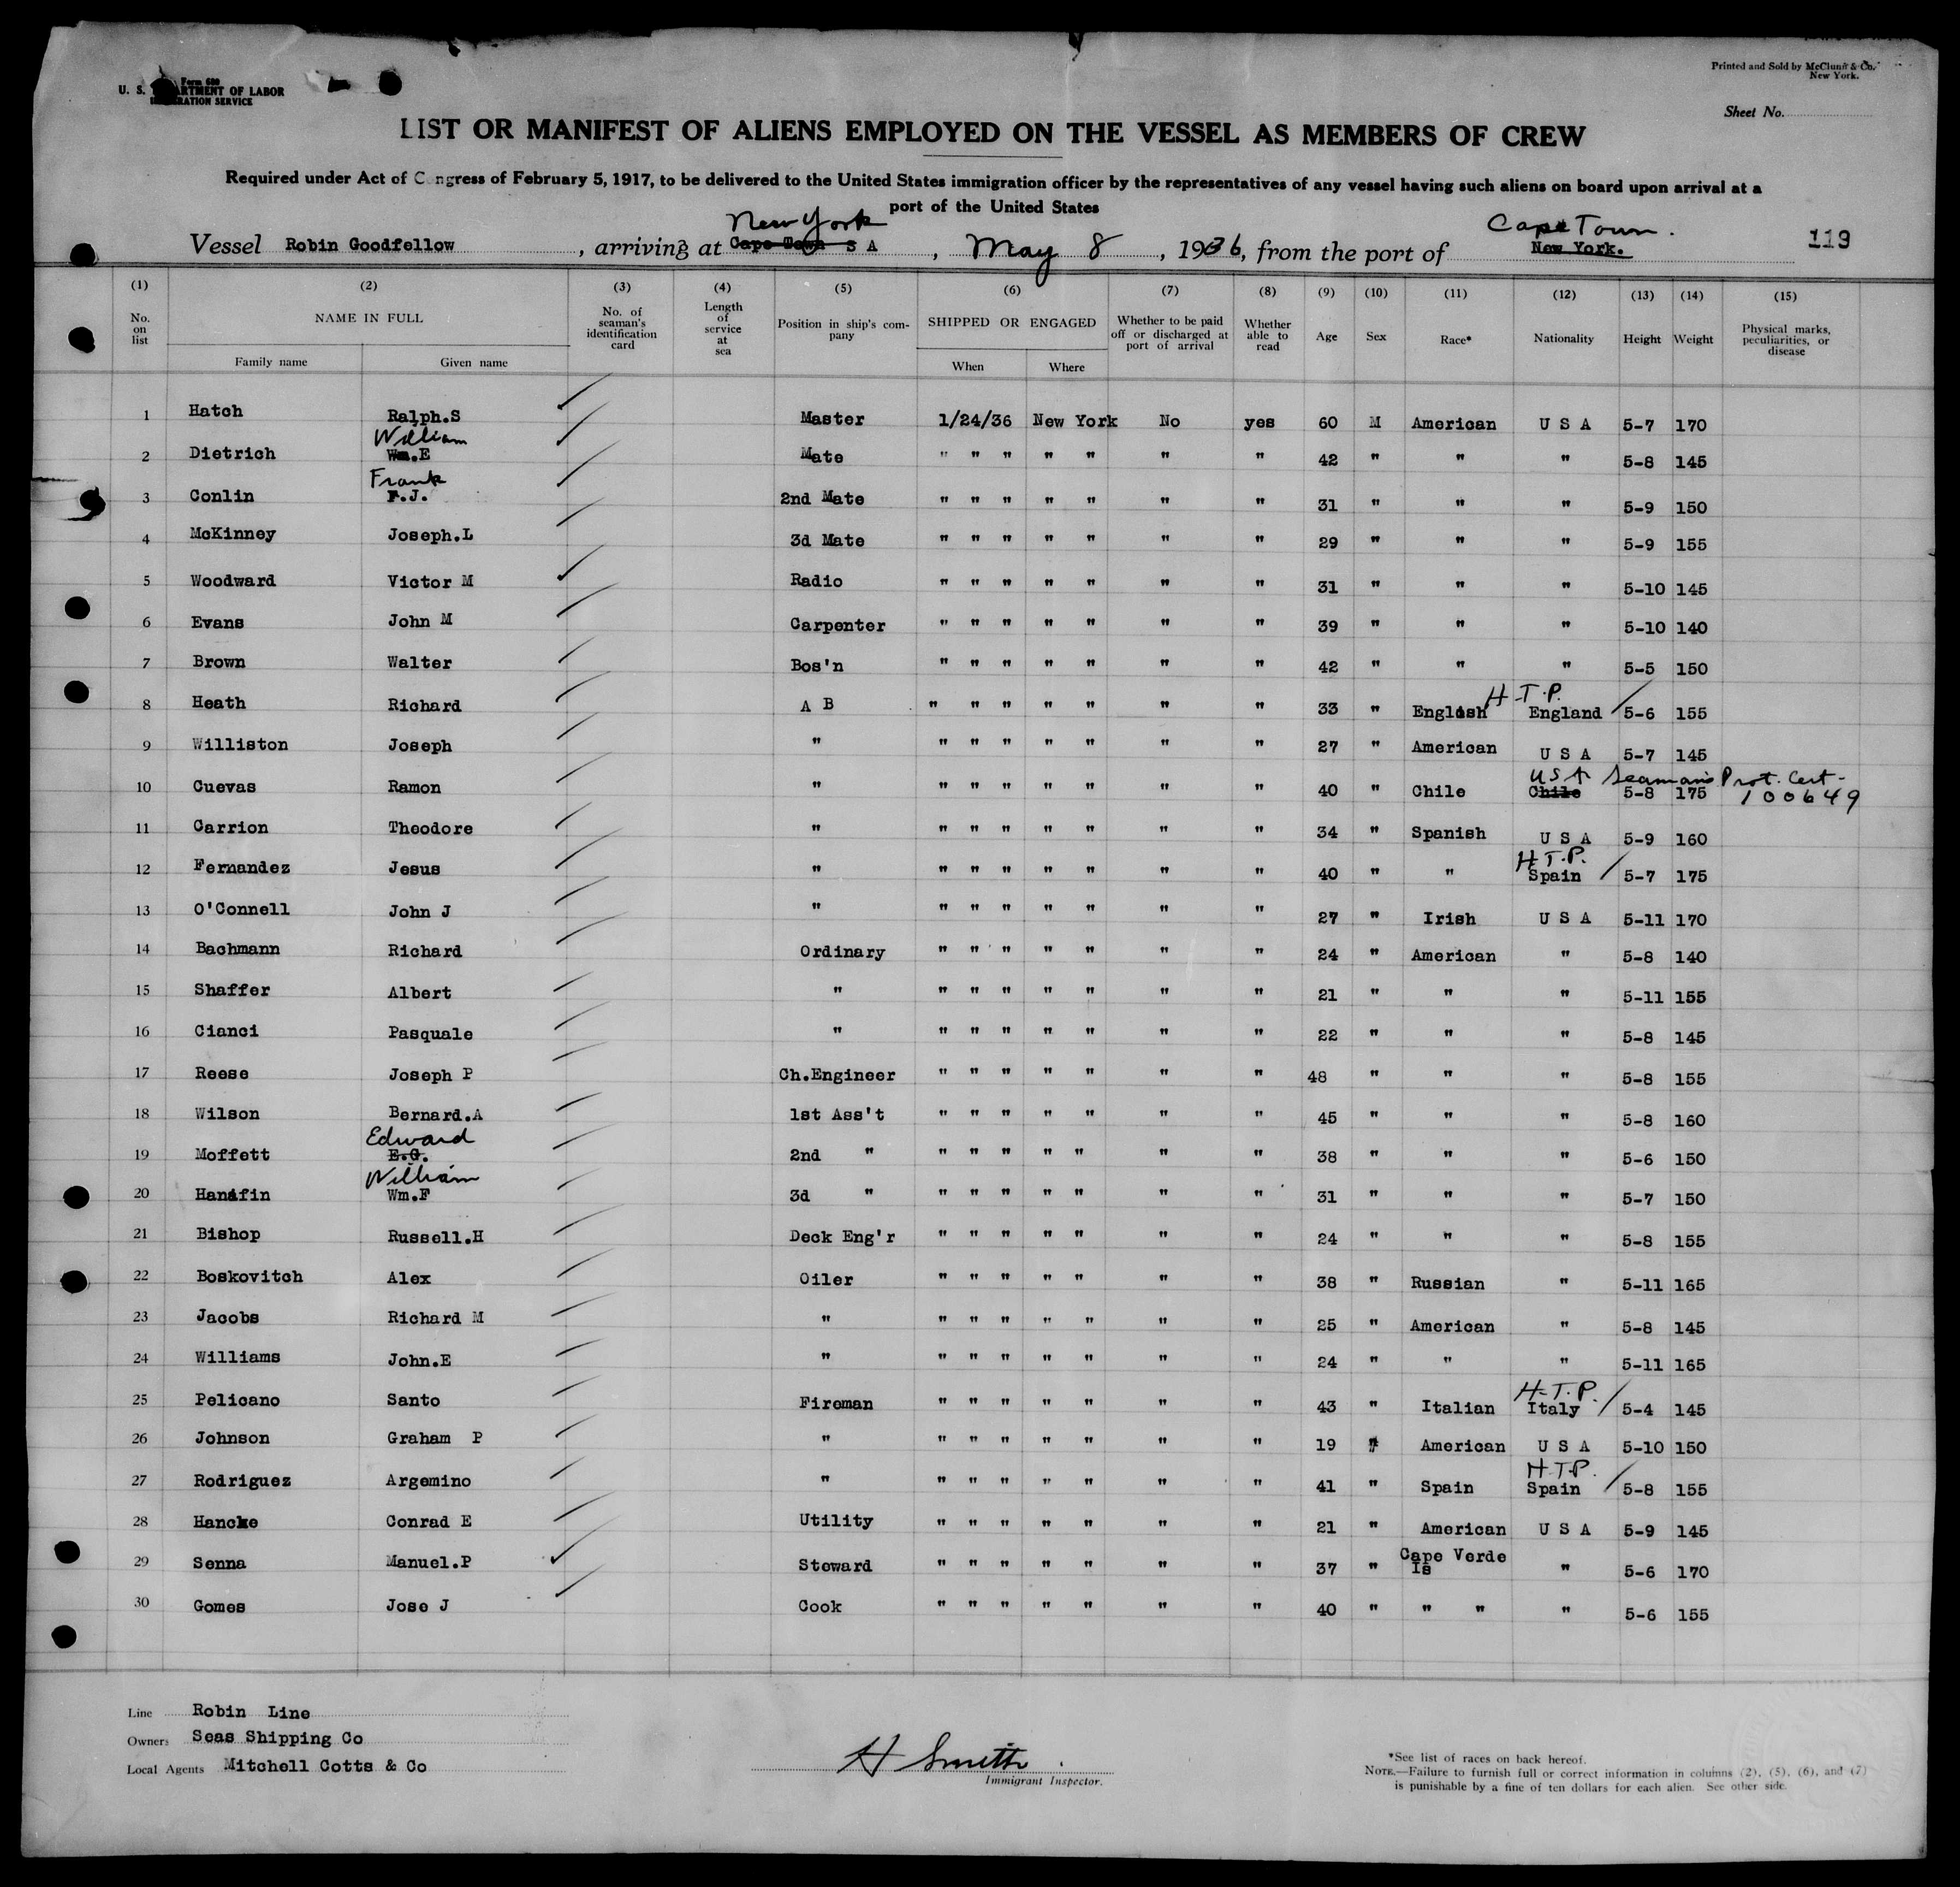 Form 680
U. S. DEPARTMENT OF LABOR
IMMIGRATION SERVICE
Printed and Sold by McClunn & Co.
New York.
Sheet No.
LIST OR MANIFEST OF ALIENS EMPLOYED ON THE VESSEL AS MEMBERS OF CREW
Required under Act of Congress of February 5, 1917, to be delivered to the United States immigration officer by the representatives of any vessel having such aliens on board upon arrival at a
port of the United States
New York Cape Town.
Vessel Robin Goodfellow , arriving at Cape Town S A , May 8 , 1936, from the port of New York. 119
(1) (2) (3) (4) (5) (6) (7) (8) (9) (10) (11) (12) (13) (14) (15)
No. on list NAME IN FULL No. of seaman's identification card Length of service at sea Position in ship's company SHIPPED OR ENGAGED Whether to be paid off or discharged at port of arrival Whether able to read Age Sex Race* Nationality Height Weight Physical marks, peculiarities, or disease
Family name Given name When Where
1 Hatch Ralph.S Master 1/24/36 New York No yes 60 M American U S A 5-7 170
William
2 Dietrich Wm.E Mate " " " " " " " 42 " " " 5-8 145
Frank
3 Conlin F.J. 2nd Mate " " " " " " " 31 " " " 5-9 150
4 McKinney Joseph.L 3d Mate " " " " " " " 29 " " " 5-9 155
5 Woodward Victor M Radio " " " " " " " 31 " " " 5-10 145
6 Evans John M Carpenter " " " " " " " 39 " " " 5-10 140
7 Brown Walter Bos'n " " " " " " " 42 " " " 5-5 150
H.T.P.
8 Heath Richard A B " " " " " " " 33 " English England 5-6 155
9 Williston Joseph " " " " " " " " 27 " American U S A 5-7 145
USA Seaman's Prot. Cert-
10 Cuevas Ramon " " " " " " " " 40 " Chile Chile 5-8 175 100649
11 Carrion Theodore " " " " " " " " 34 " Spanish U S A 5-9 160
H.T.P.
12 Fernandez Jesus " " " " " " " " 40 " " Spain 5-7 175
13 O'Connell John J " " " " " " " " 27 " Irish U S A 5-11 170
14 Bachmann Richard Ordinary " " " " " " " 24 " American " 5-8 140
15 Shaffer Albert " " " " " " " " 21 " " " 5-11 155
16 Cianci Pasquale " " " " " " " " 22 " " " 5-8 145
17 Reese Joseph P Ch.Engineer " " " " " " " 48 " " " 5-8 155
18 Wilson Bernard.A 1st Ass't " " " " " " " 45 " " " 5-8 160
Edward
19 Moffett E.G. 2nd " " " " " " " " 38 " " " 5-6 150
William
20 Hanifin Wm.F 3d " " " " " " " " 31 " " " 5-7 150
21 Bishop Russell.H Deck Eng'r " " " " " " " 24 " " " 5-8 155
22 Boskovitch Alex Oiler " " " " " " " 38 " Russian " 5-11 165
23 Jacobs Richard M " " " " " " " " 25 " American " 5-8 145
24 Williams John.E " " " " " " " " 24 " " " 5-11 165
H.T.P.
25 Pelicano Santo Fireman " " " " " " " 43 " Italian Italy 5-4 145
26 Johnson Graham P " " " " " " " " 19 " American U S A 5-10 150
H.T.P.
27 Rodriguez Argemino " " " " " " " " 41 " Spain Spain 5-8 155
28 Hancke Conrad E Utility " " " " " " " 21 " American U S A 5-9 145
29 Senna Manuel.P Steward " " " " " " " 37 " Cape Verde Is " 5-6 170
30 Gomes Jose J Cook " " " " " " " 40 " " " " 5-6 155
Line Robin Line
Owners Seas Shipping Co
Local Agents Mitchell Cotts & Co
H Smith
Immigrant Inspector.
*See list of races on back hereof.
NOTE.—Failure to furnish full or correct information in columns (2), (5), (6), and (7)
is punishable by a fine of ten dollars for each alien. See other side.